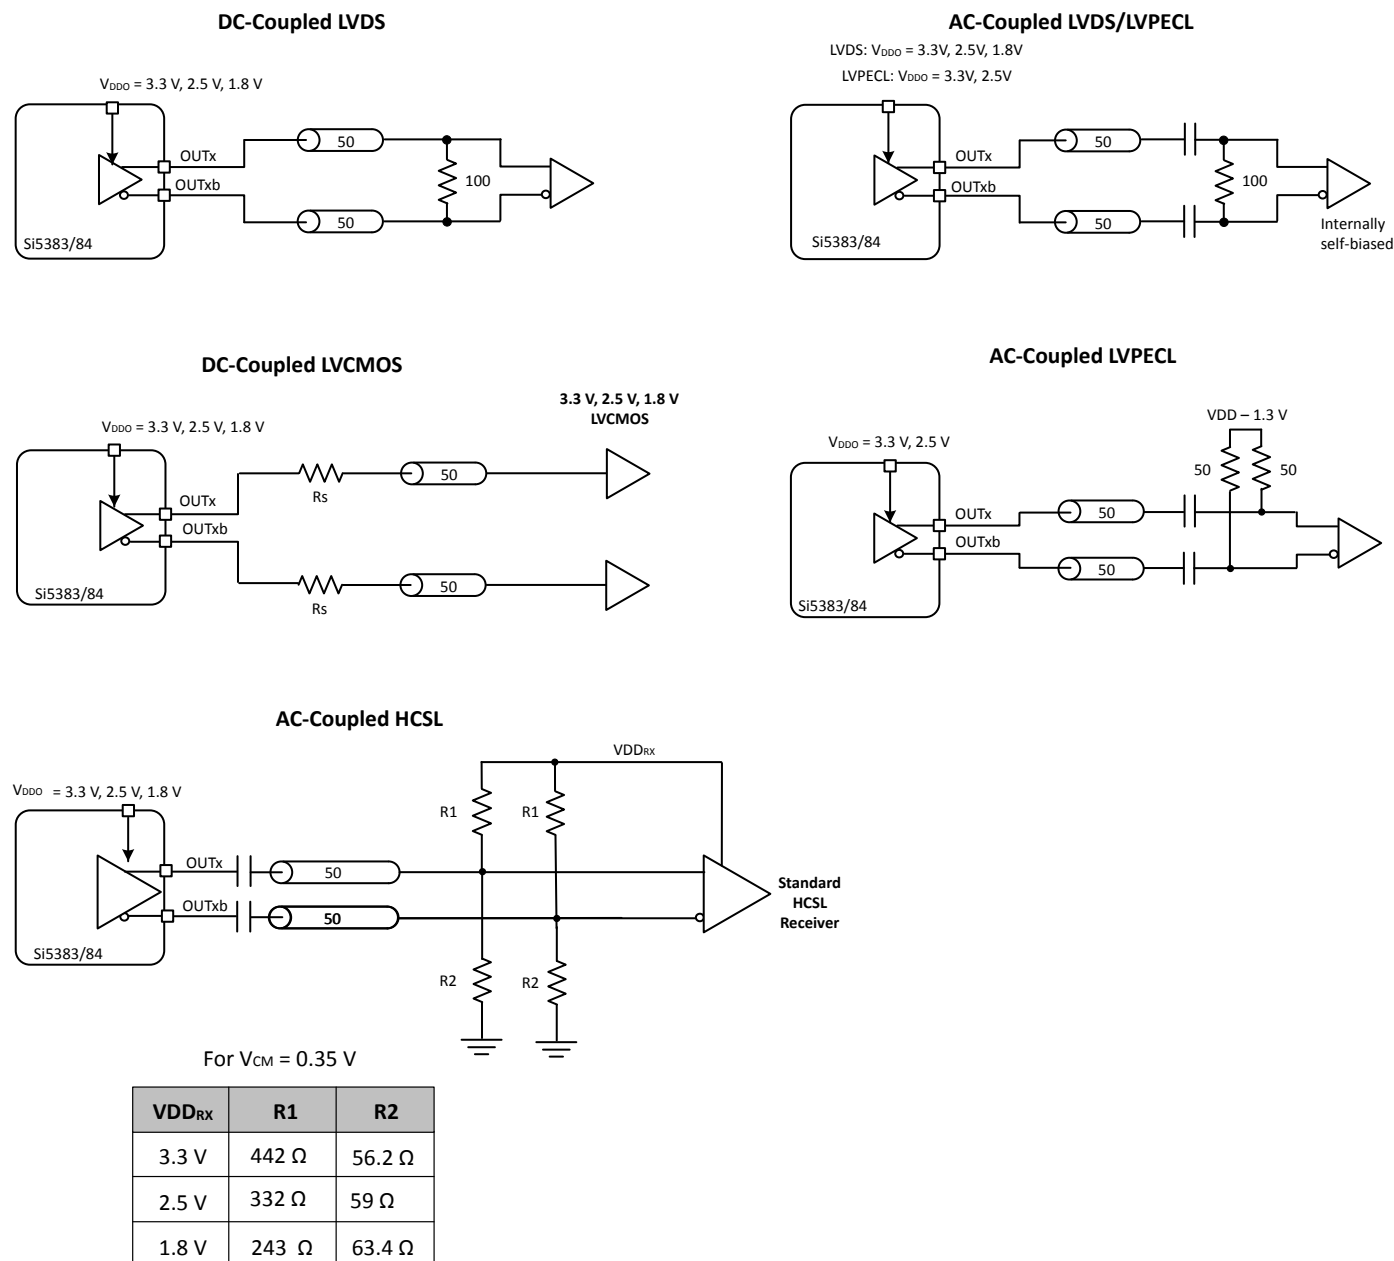 DC-Coupled LVDS
VDDO = 3.3 V, 2.5 V, 1.8 V
OUTx
OUTxb
50
50
100
Si5383/84
AC-Coupled LVDS/LVPECL
LVDS: VDDO = 3.3V, 2.5V, 1.8V
LVPECL: VDDO = 3.3V, 2.5V
OUTx
OUTxb
50
50
100
Si5383/84
Internally
self-biased
DC-Coupled LVCMOS
3.3 V, 2.5 V, 1.8 V
LVCMOS
VDDO = 3.3 V, 2.5 V, 1.8 V
OUTx
OUTxb
Rs
50
Rs
50
Si5383/84
AC-Coupled LVPECL
VDD – 1.3 V
VDDO = 3.3 V, 2.5 V
50
50
OUTx
OUTxb
50
50
Si5383/84
AC-Coupled HCSL
VDDRX
VDDO = 3.3 V, 2.5 V, 1.8 V
R1
R1
OUTx
50
OUTxb
50
Standard
HCSL
Receiver
Si5383/84
R2
R2
For VCM = 0.35 V
VDDRX R1 R2
3.3 V 442 Ω 56.2 Ω
2.5 V 332 Ω 59 Ω
1.8 V 243 Ω 63.4 Ω